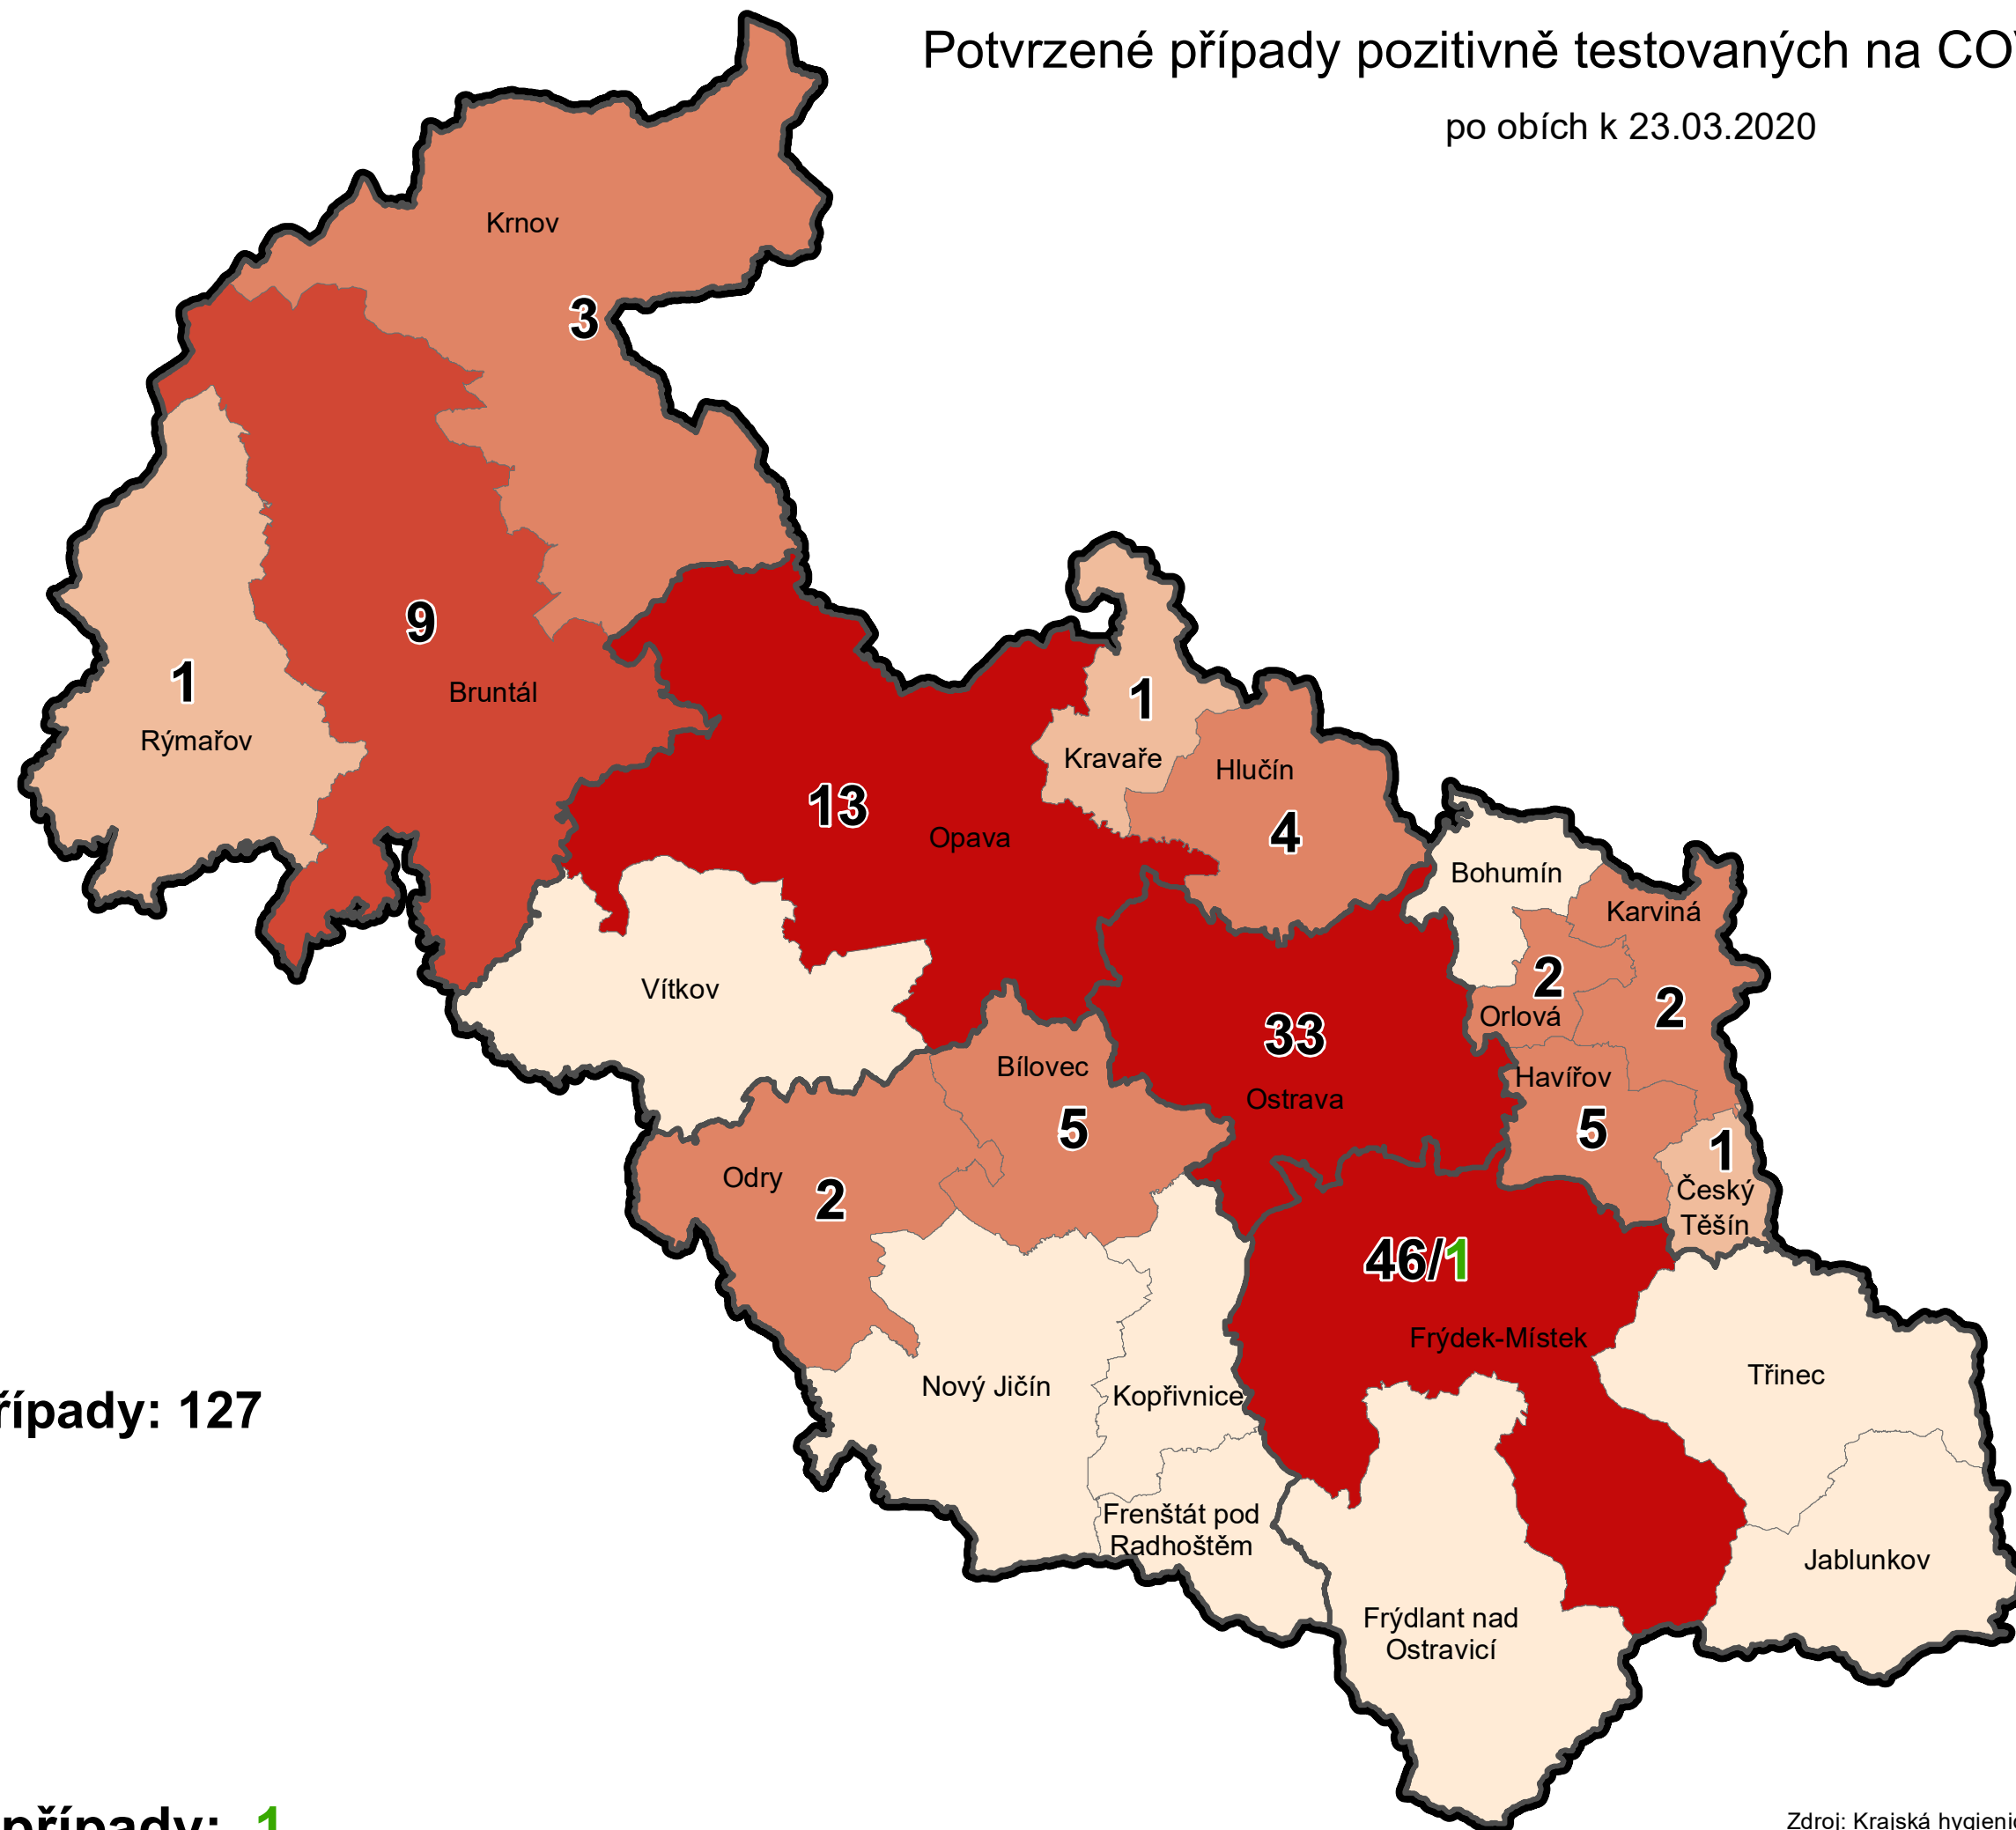 Potvrzené případy pozitivně testovaných na
po obích k 23.03.2020
Krnov
3
9
1
Bruntál
Rýmařov
1
Kravaře
Hlučín
13
4
Opava
Bohumín
Karviná
2
Vítkov
2
Orlová
33
Bílovec
Havířov
Ostrava
5
5
1
Odry
2
Český
Těšín
46/1
Frýdek-Místek
Třinec
Nový Jičín
Kopřivnice
řípady: 127
Frenštát pod
Radhoštěm
Jablunkov
Frýdlant nad
Ostravicí
případy: 1
Zdroj: Krajská